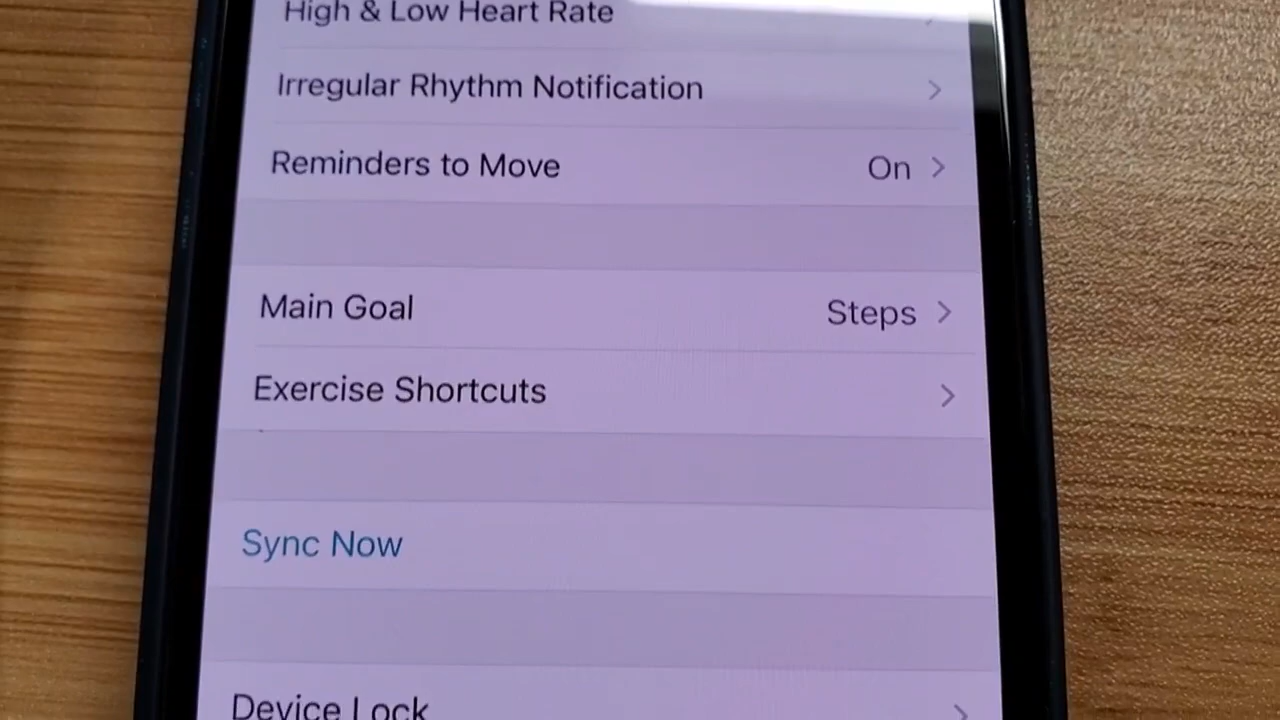 High & Low Heart Rate
Irregular Rhythm Notification
Reminders to Move On
Main Goal Steps
Exercise Shortcuts
Sync Now
Device Lock